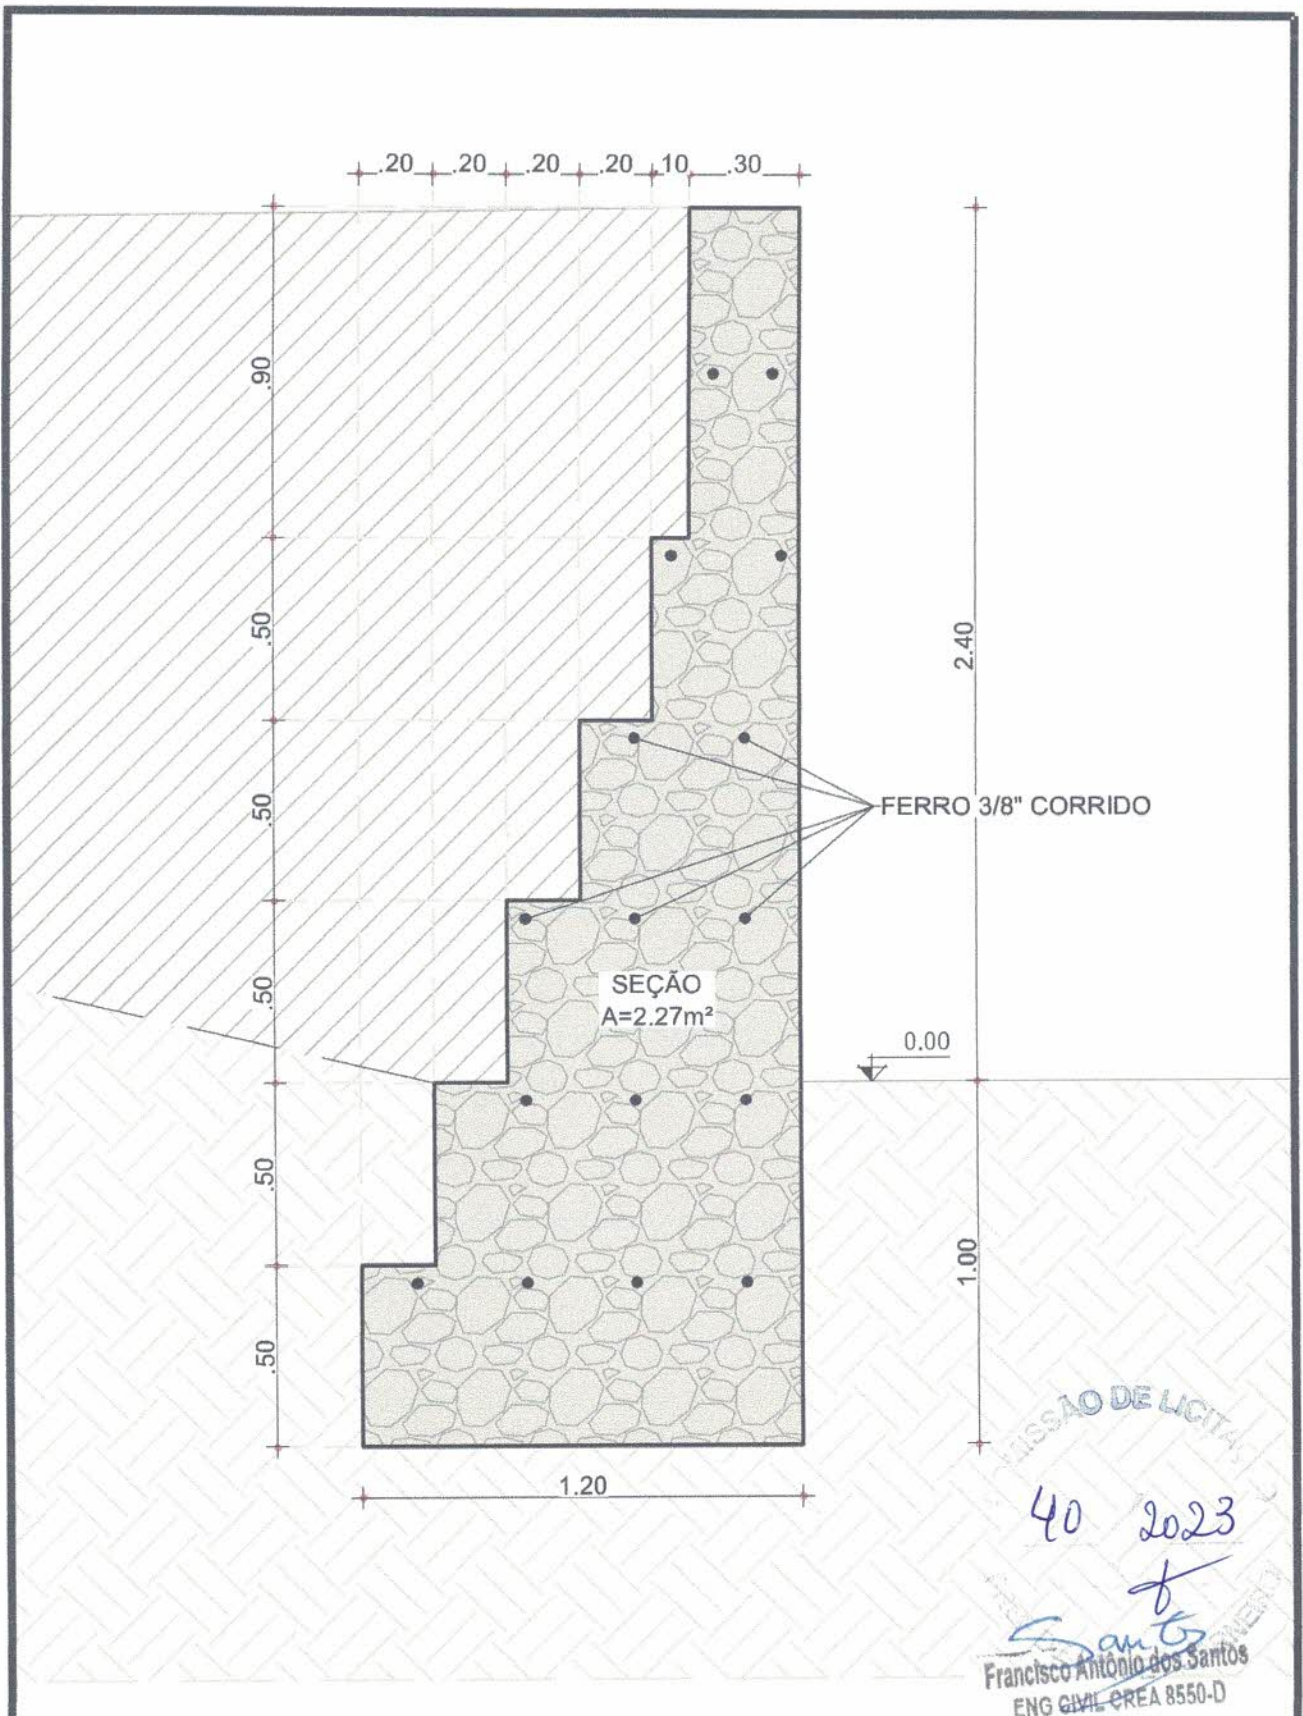 .20 .20 .20 .20 .10 .30
.90
.50
.50
.50
.50
.50
2.40
FERRO 3/8" CORRIDO
SEÇÃO
A=2.27m²
0.00
1.00
1.20
DE LICITA
40 2023
Santos
Francisco Antônio dos Santos
ENG CIVIL CREA 8550-D